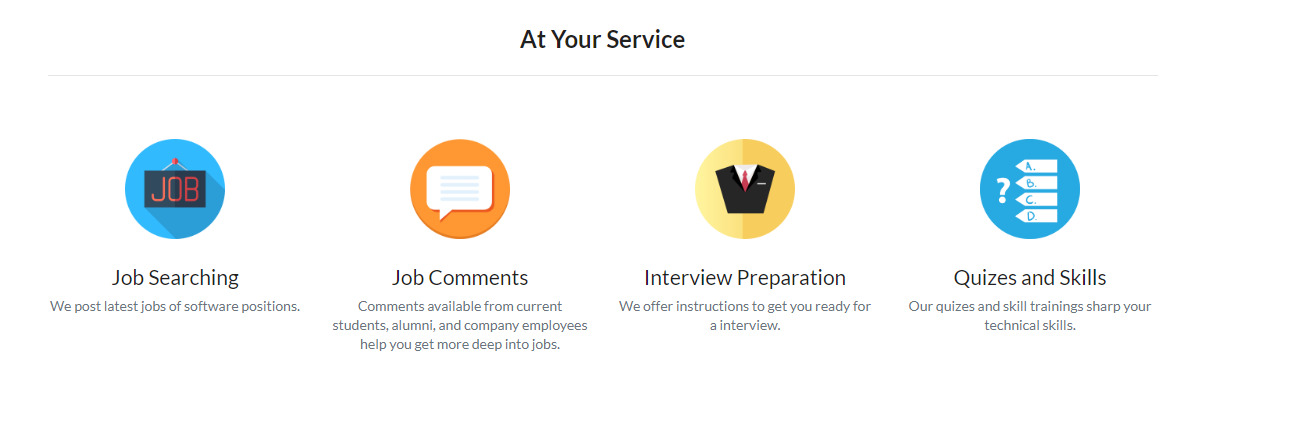 At Your Service
JOB
?
A.
B.
C.
D.
Job Searching
We post latest jobs of software positions.
Job Comments
Comments available from current
students, alumni, and company employees
help you get more deep into jobs.
Interview Preparation
We offer instructions to get you ready for
a interview.
Quizes and Skills
Our quizes and skill trainings sharp your
technical skills.